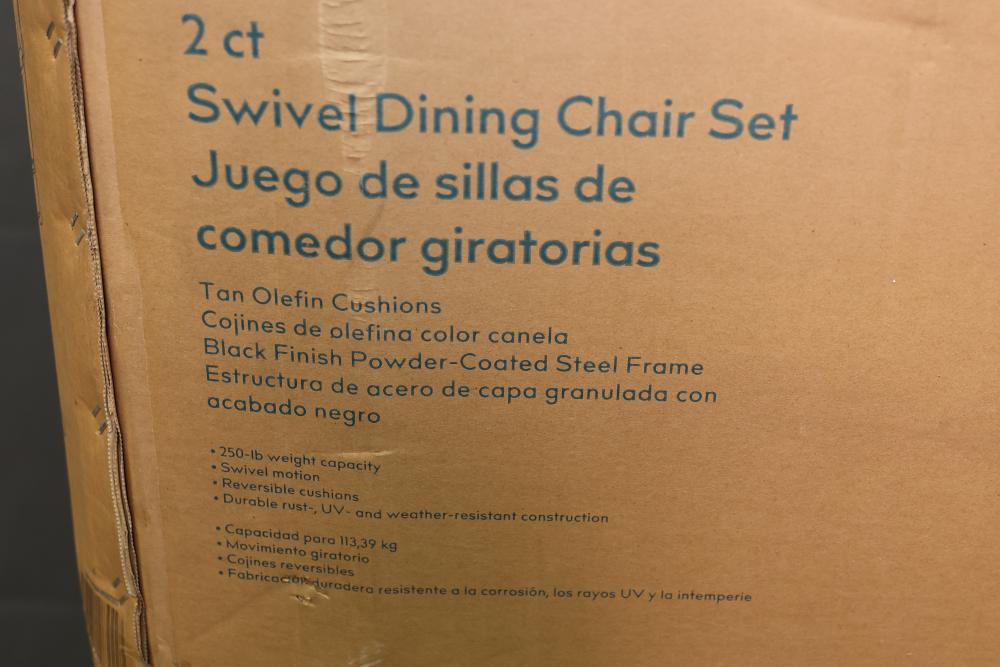 2 ct
Swivel Dining Chair Set
Juego de sillas de
comedor giratorias
Tan Olefin Cushions
Cojines de olefina color canela
Black Finish Powder-Coated Steel Frame
Estructura de acero de capa granulada con
acabado negro
• 250-lb weight capacity
• Swivel motion
• Reversible cushions
• Durable rust-, UV- and weather-resistant construction
• Capacidad para 113,39 kg
• Movimiento giratorio
• Cojines reversibles
• Fabricación duradera resistente a la corrosión, los rayos UV y la intemperie